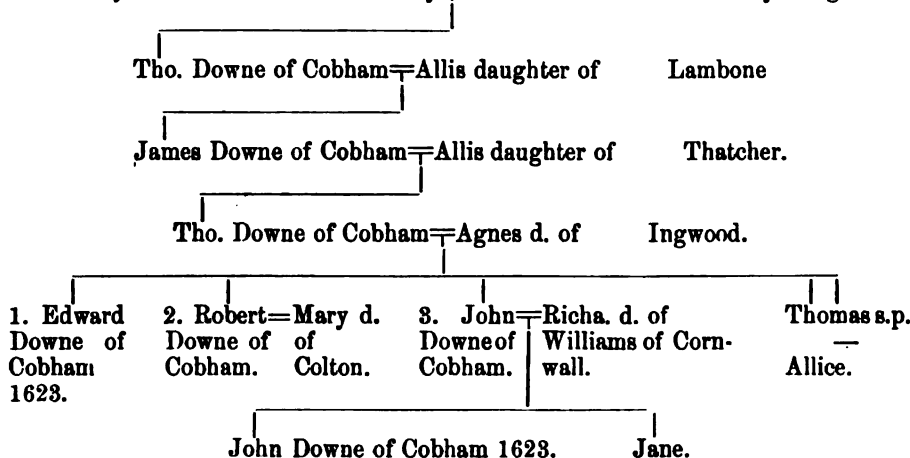 Tho. Downe of Cobham=Allis daughter of Lambone
James Downe of Cobham=Allis daughter of Thatcher.
Tho. Downe of Cobham=Agnes d. of Ingwood.
1. Edward
Downe of
Cobham
1623.
2. Robert=Mary d.
Downe of of
Cobham. Colton.
3. John=Richa. d. of
Downe of Williams of Corn-
Cobham. wall.
Thomas s.p.
—
Allice.
John Downe of Cobham 1623. Jane.